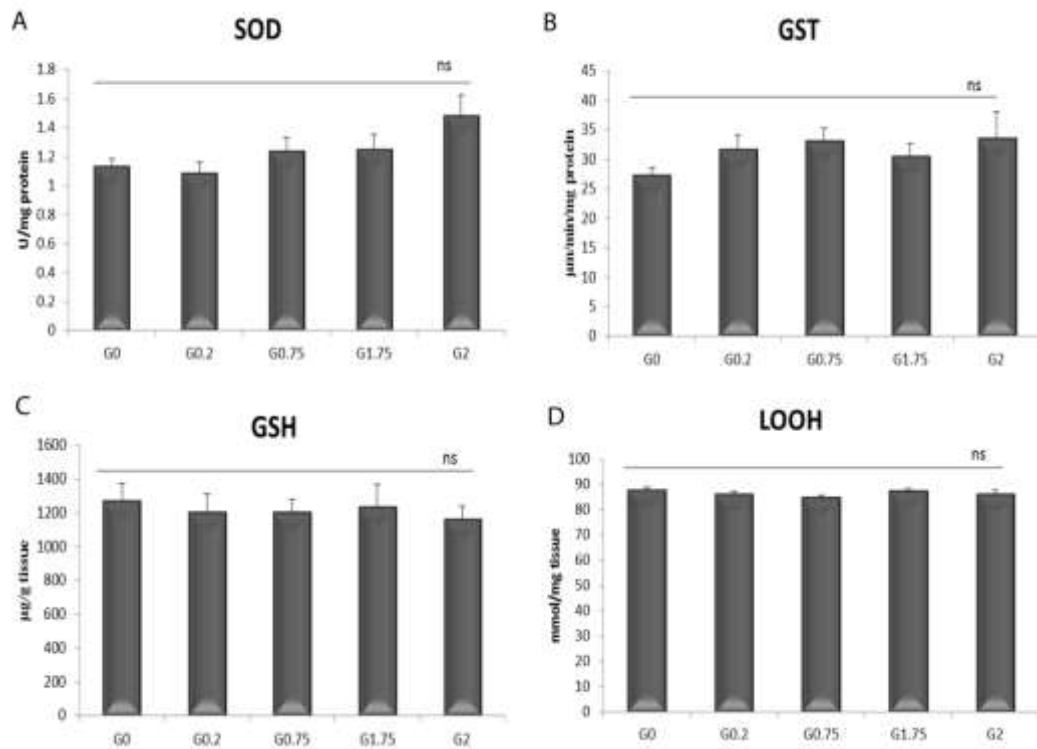 A
SOD
ns
U/mg protein
1.8
1.6
1.4
1.2
1
0.8
0.6
0.4
0.2
0
G0 G0.2 G0.75 G1.75 G2
B
GST
ns
µm/min/mg protein
45
40
35
30
25
20
15
10
5
0
G0 G0.2 G0.75 G1.75 G2
C
GSH
ns
µg/g tissue
1600
1400
1200
1000
800
600
400
200
0
G0 G0.2 G0.75 G1.75 G2
D
LOOH
ns
mmol/mg tissue
100
90
80
70
60
50
40
30
20
10
0
G0 G0.2 G0.75 G1.75 G2